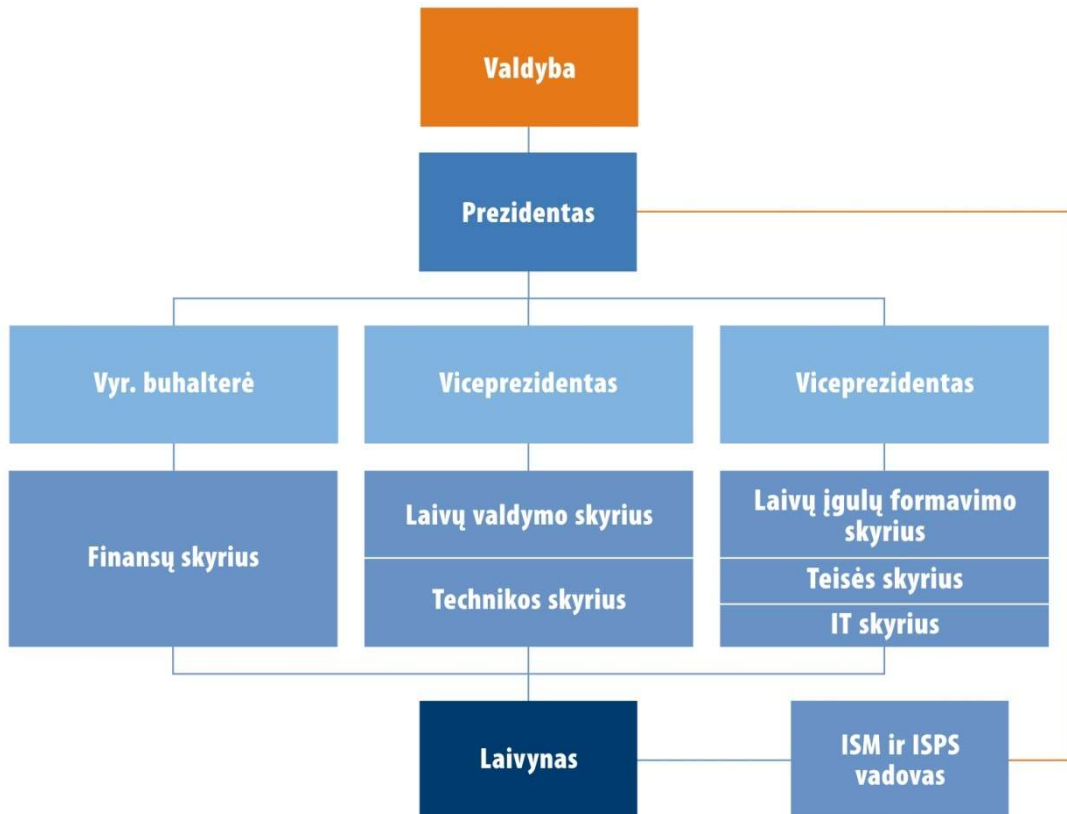 Valdyba
Prezidentas
Vyr. buhalterė
Viceprezidentas
Viceprezidentas
Finansų skyrius
Laivų valdymo skyrius
Technikos skyrius
Laivų įgulų formavimo
skyrius
Teisės skyrius
IT skyrius
Laivynas
ISM ir ISPS
vadovas